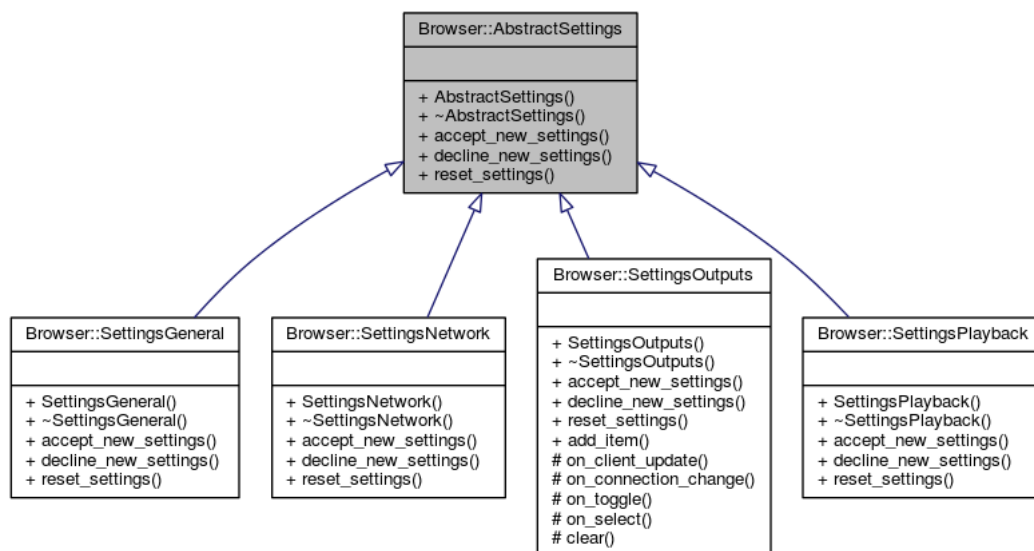 Browser::AbstractSettings
+ AbstractSettings()
+ ~AbstractSettings()
+ accept_new_settings()
+ decline_new_settings()
+ reset_settings()
Browser::SettingsGeneral
+ SettingsGeneral()
+ ~SettingsGeneral()
+ accept_new_settings()
+ decline_new_settings()
+ reset_settings()
Browser::SettingsNetwork
+ SettingsNetwork()
+ ~SettingsNetwork()
+ accept_new_settings()
+ decline_new_settings()
+ reset_settings()
Browser::SettingsOutputs
+ SettingsOutputs()
+ ~SettingsOutputs()
+ accept_new_settings()
+ decline_new_settings()
+ reset_settings()
+ add_item()
# on_client_update()
# on_connection_change()
# on_toggle()
# on_select()
# clear()
Browser::SettingsPlayback
+ SettingsPlayback()
+ ~SettingsPlayback()
+ accept_new_settings()
+ decline_new_settings()
+ reset_settings()